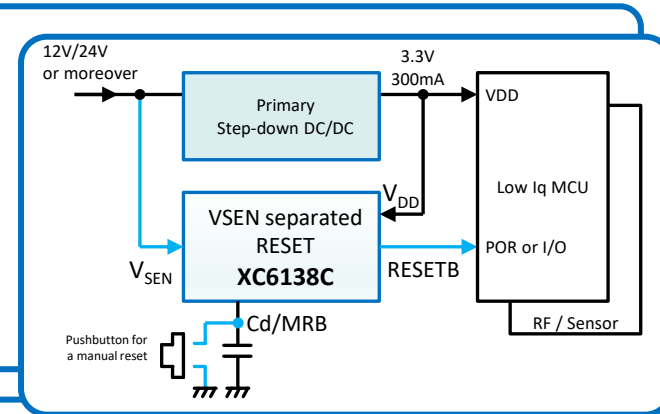 12V/24V
or moreover
Primary
Step-down DC/DC
3.3V
300mA
VDD
Low Iq MCU
VDD
VSEN separated
RESET
XC6138C
VSEN
RESETB
POR or I/O
Cd/MRB
Pushbutton for
a manual reset
RF / Sensor